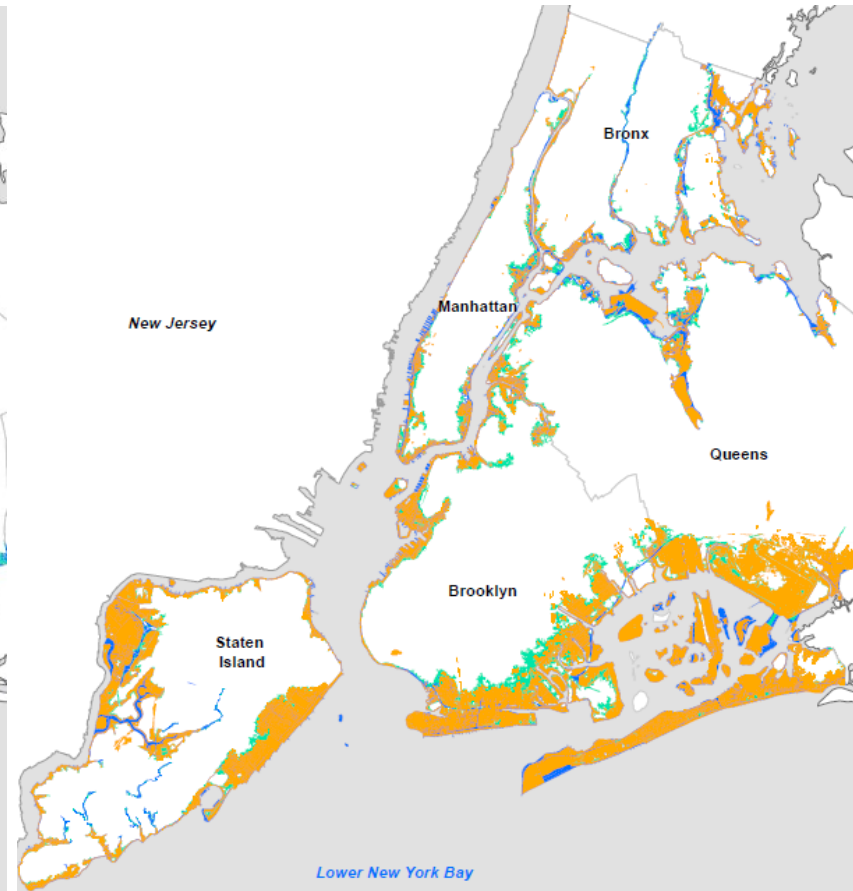 Bronx
Manhattan
New Jersey
Queens
Brooklyn
Staten
Island
Lower New York Bay